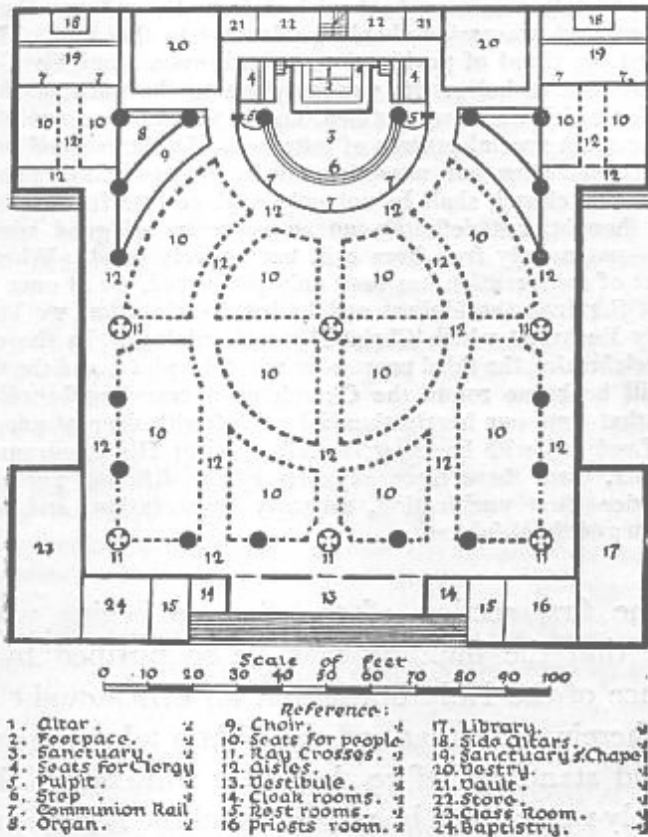 18 21 22 22 21 18
19 20 4 1 4 20 19
7 7 2 7 7
10 10 8 6 3 5 10 10
12 9 6 12
12 7 7 12
12 7 12
12 10 10 12
12 10 10 12
11 12 11 12 11
10 10 10 10
12
12 10 10 12
23 11 12 11 11 17
24 15 14 13 14 15 16
Scale of feet
0 10 20 30 40 50 60 70 80 100
Reference:
1. Altar.
2. Footpace.
3. Sanctuary.
4. Seats for Clergy
5. Pulpit.
6. Step.
7. Communion Rail
8. Organ.
9. Choir.
10. Seats for people
11. Ray Crosses.
12. Aisles.
13. Vestibule.
14. Cloak rooms.
15. Rest rooms.
16 Priests room.
17. Library.
18. Side Altars.
19. Sanctuary S. Chape
20. Vestry.
21. Vault.
22. Store.
23. Class Room.
24. Baptistry.